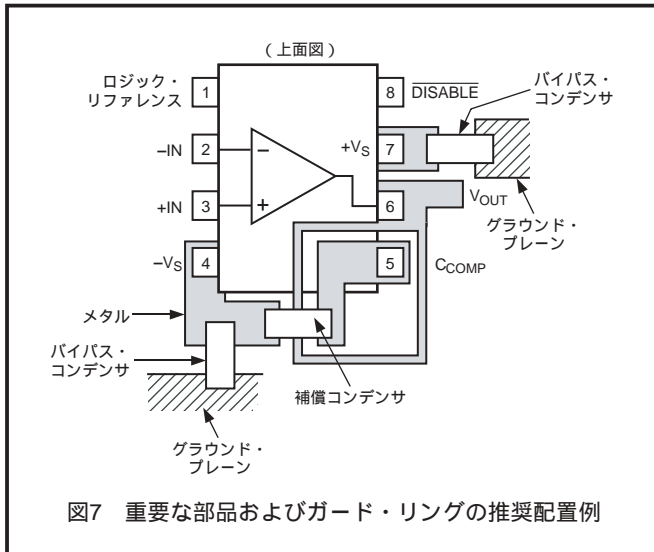 （上面図）
ロジック・
リファレンス
1
8
DISABLE
バイパス・
コンデンサ
–IN
2
–
+VS
7
+IN
3
+
6
VOUT
グラウンド・
プレーン
–VS
4
5
CCOMP
メタル
バイパス・
コンデンサ
補償コンデンサ
グラウンド・
プレーン
図7　重要な部品およびガード・リングの推奨配置例